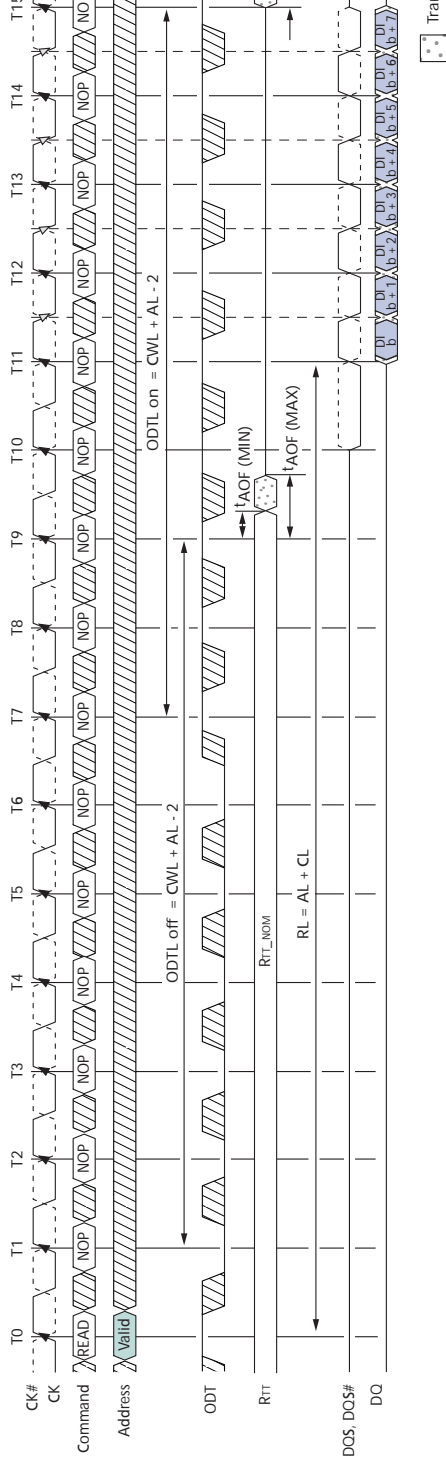 T0 T1 T2 T3 T4 T5 T6 T7 T8 T9 T10 T11 T12 T13 T14 T15
CK#
CK
Command READ NOP NOP NOP NOP NOP NOP NOP NOP NOP NOP NOP NOP NOP NOP NO
Address Valid
ODTL on = CWL + AL - 2
ODTL off = CWL + AL - 2
ODT
tAOF (MIN)
RTT RTT_NOM
tAOF (MAX)
RL = AL + CL
DQS, DQS#
DQ DI b DI b + 1 DI b + 2 DI b + 3 DI b + 4 DI b + 5 DI b + 6 DI b + 7
Tran